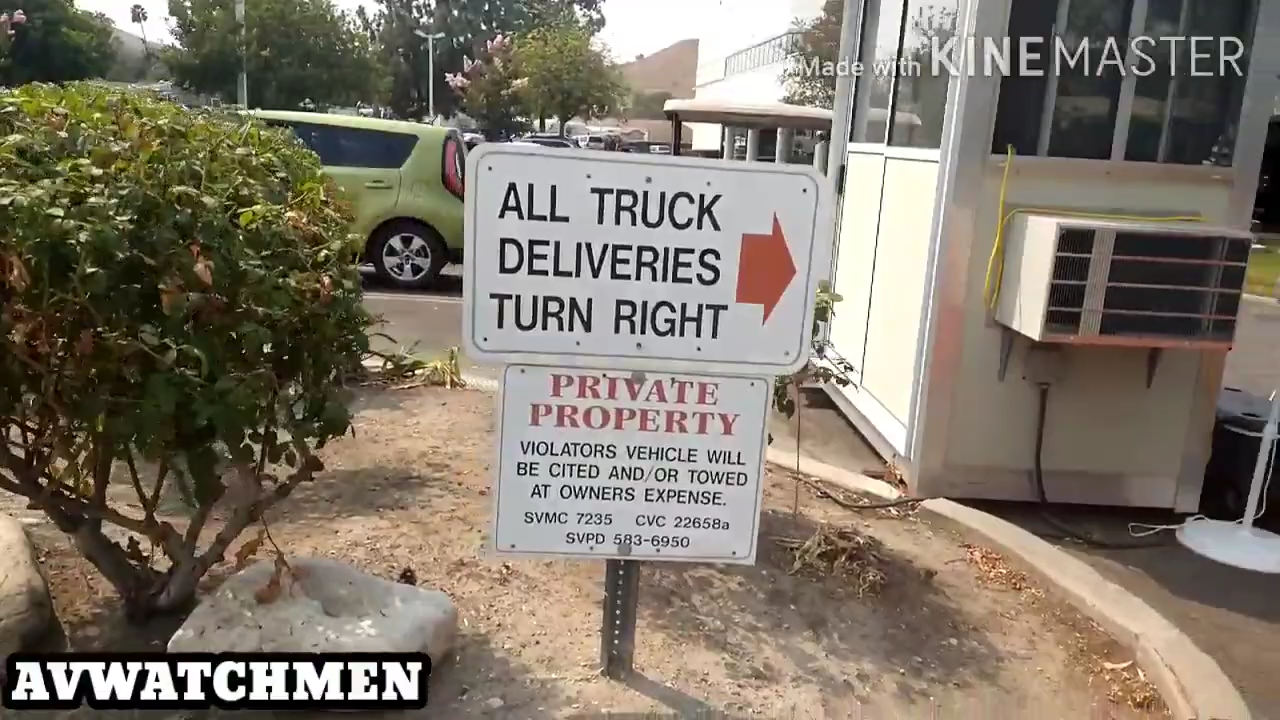 Made with KINEMASTER
ALL TRUCK
DELIVERIES
TURN RIGHT
PRIVATE
PROPERTY
VIOLATORS VEHICLE WILL
BE CITED AND/OR TOWED
AT OWNERS EXPENSE.
SVMC 7235 CVC 22658a
SVPD 583-6950
AVWATCHMEN